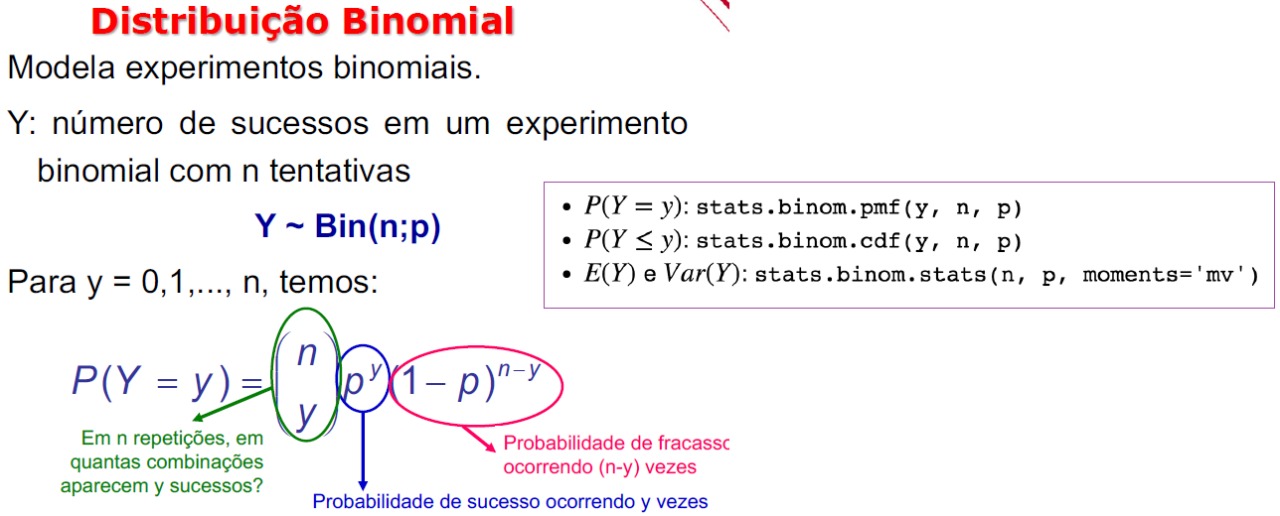 Distribuição Binomial
Modela experimentos binomiais.
Y: número de sucessos em um experimento
binomial com n tentativas
Y ~ Bin(n;p)
Para y = 0,1,..., n, temos:
• P(Y = y): stats.binom.pmf(y, n, p)
• P(Y ≤ y): stats.binom.cdf(y, n, p)
• E(Y) e Var(Y): stats.binom.stats(n, p, moments='mv')
P(Y = y) = (n y) p^y (1 – p)^{n–y}
Em n repetições, em
quantas combinações
aparecem y sucessos?
Probabilidade de fracasso
ocorrendo (n-y) vezes
Probabilidade de sucesso ocorrendo y vezes